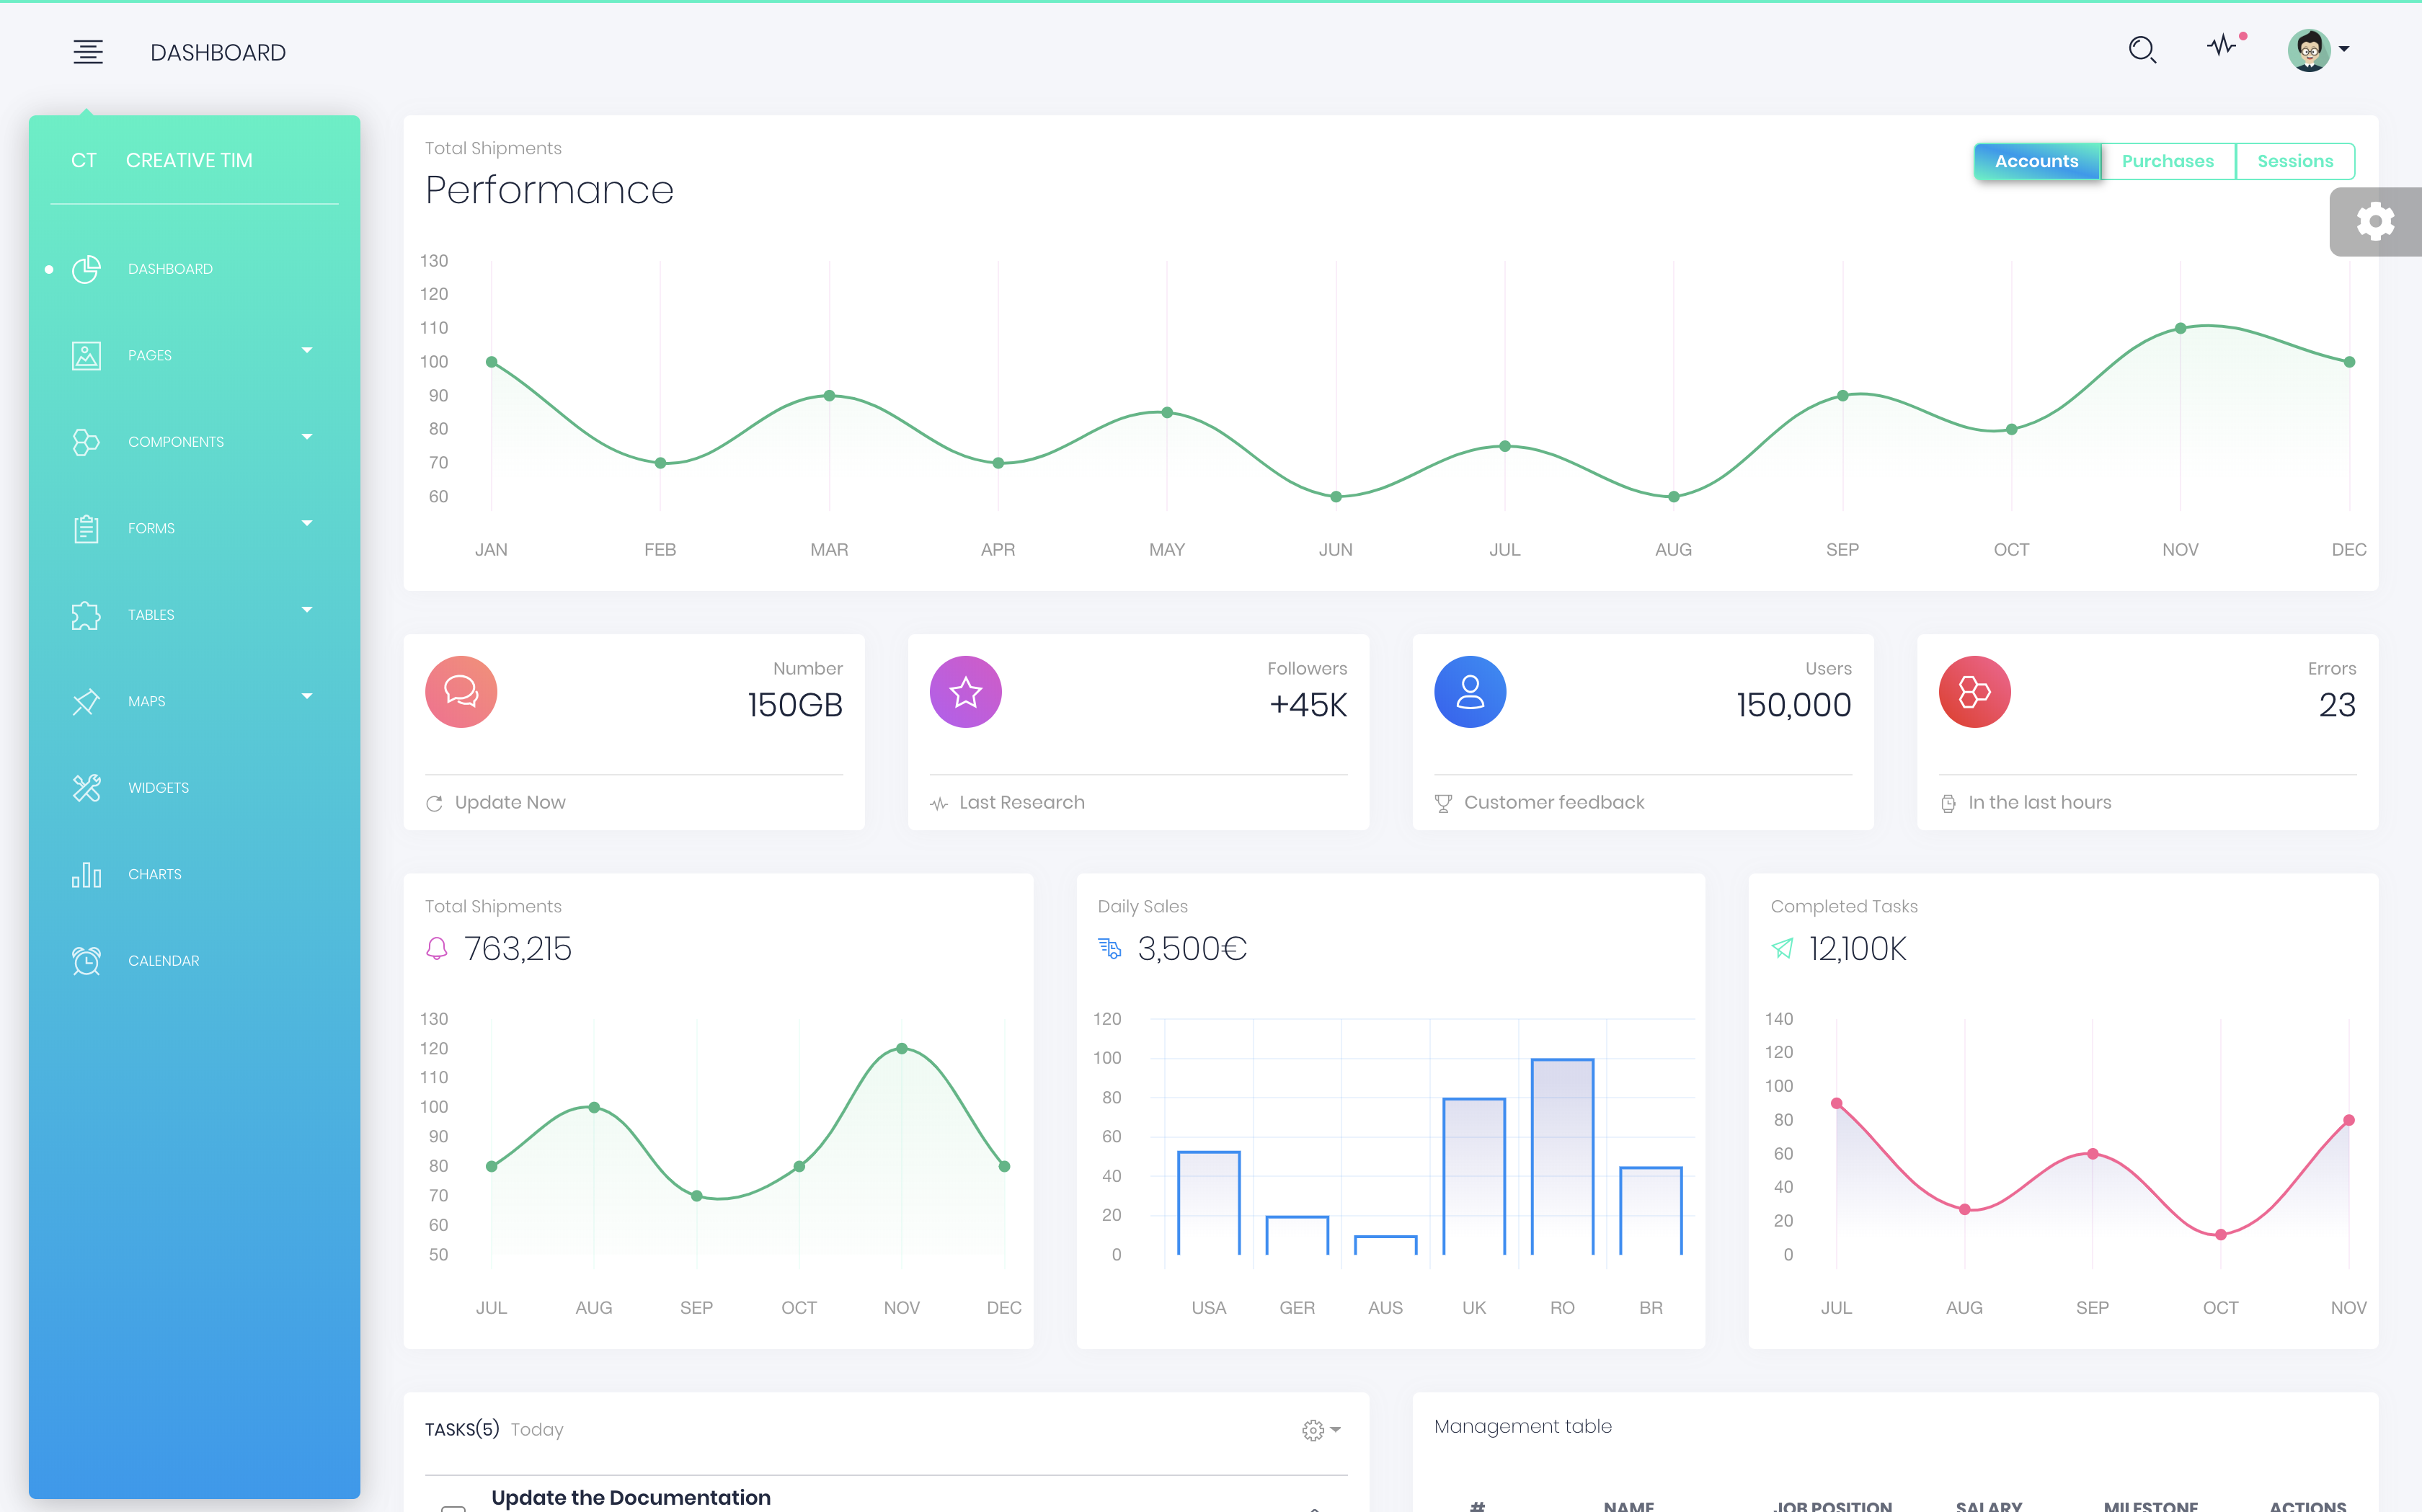 DASHBOARD
CT CREATIVE TIM
DASHBOARD
PAGES
COMPONENTS
FORMS
TABLES
MAPS
WIDGETS
CHARTS
CALENDAR
Total Shipments
Performance
Accounts Purchases Sessions
130
120
110
100
90
80
70
60
JAN FEB MAR APR MAY JUN JUL AUG SEP OCT NOV DEC
Number
150GB
Update Now
Followers
+45K
Last Research
Users
150,000
Customer feedback
Errors
23
In the last hours
Total Shipments
763,215
130
120
110
100
90
80
70
60
50
JUL AUG SEP OCT NOV DEC
Daily Sales
3,500€
120
100
80
60
40
20
0
USA GER AUS UK RO BR
Completed Tasks
12,100K
140
120
100
80
60
40
20
0
JUL AUG SEP OCT NOV
TASKS(5) Today
Update the Documentation
Management table
# NAME JOB POSITION SALARY MILESTONE ACTIONS